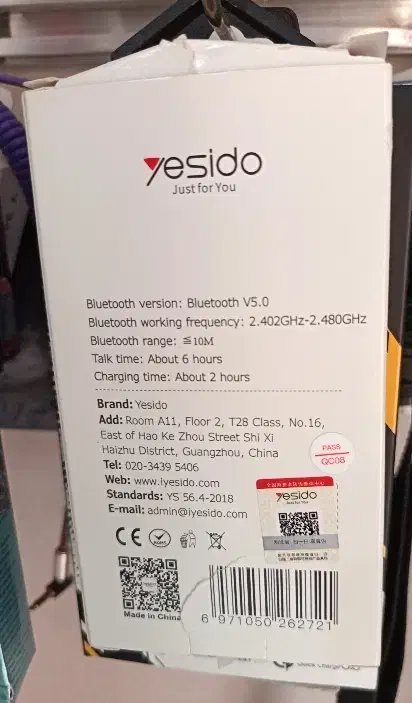 yesido
Just for You
Bluetooth version: Bluetooth V5.0
Bluetooth working frequency: 2.402GHz-2.480GHz
Bluetooth range: ≦10M
Talk time: About 6 hours
Charging time: About 2 hours
Brand: Yesido
Add: Room A11, Floor 2, T28 Class, No.16,
East of Hao Ke Zhou Street Shi Xi
Haizhu District, Guangzhou, China
Tel: 020-3439 5406
Web: www.iyesido.com
Standards: YS 56.4-2018
E-mail: admin@iyesido.com
PASS
QC08
yesido
Just for You
CE
RoHS
Made in China
6 971050 262721